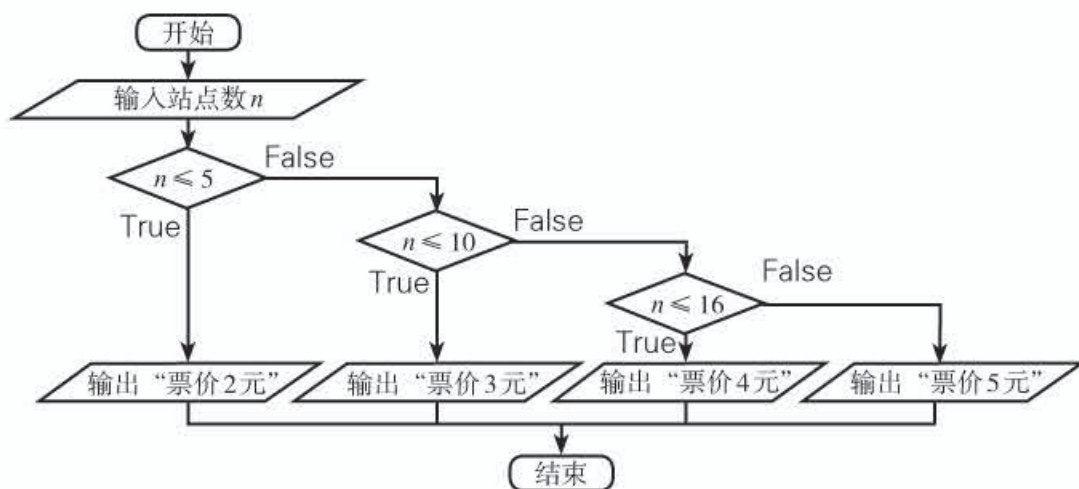 开始
输入站点数n
n≤5
False
True
n≤10
False
True
n≤16
False
True
输出“票价2元”
输出“票价3元”
输出“票价4元”
输出“票价5元”
结束